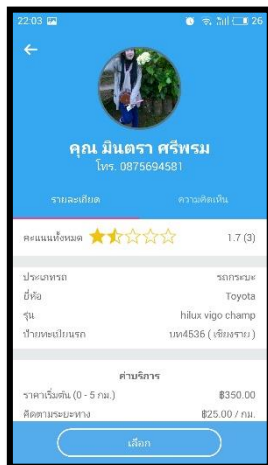 22:03 26
คุณ มินตรา ศรีพรม
โทร. 0875694581
รายละเอียด ความคิดเห็น
คะแนนทั้งหมด 1.7 (3)
ประเภทรถ รถกระบะ
ยี่ห้อ Toyota
รุ่น hilux vigo champ
ป้ายทะเบียนรถ บท4536 ( เชียงราย )
ค่าบริการ
ราคาเริ่มต้น (0 - 5 กม.) ฿350.00
คิดตามระยะทาง ฿25.00 / กม.
เลือก